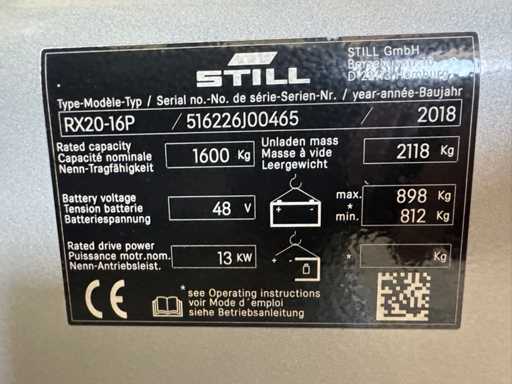 STILL
STILL GmbH
Hamburg
Type-Modèle-Typ / Serial no.-No. de série-Serien-Nr. / year-année-Baujahr
RX20-16P / 516226J00465 / 2018
Rated capacity
Capacité nominale
Nenn-Tragfähigkeit
1600 Kg
Unladen mass
Masse à vide
Leergewicht
2118 Kg
Battery voltage
Tension batterie
Batteriespannung
48 V
max. 898 Kg
*
min. 812 Kg
Rated drive power
Puissance motr.nom.
Nenn-Antriebsleist.
13 KW
* Kg
CE
*see Operating instructions
voir Mode d'emploi
siehe Betriebsanleitung